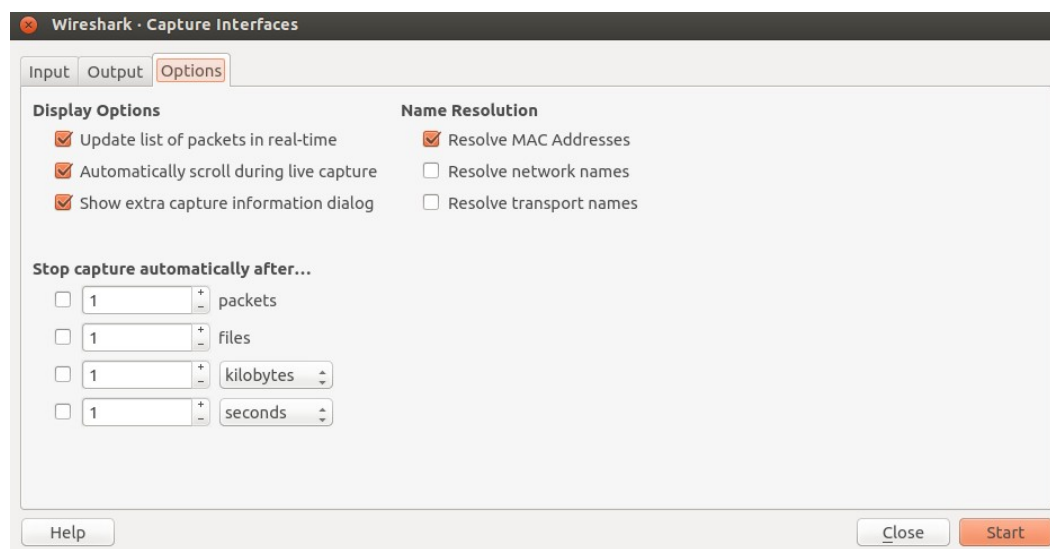 Wireshark · Capture Interfaces
Input Output Options
Display Options
Update list of packets in real-time
Automatically scroll during live capture
Show extra capture information dialog
Name Resolution
Resolve MAC Addresses
Resolve network names
Resolve transport names
Stop capture automatically after...
1 packets
1 files
1 kilobytes
1 seconds
Help Close Start